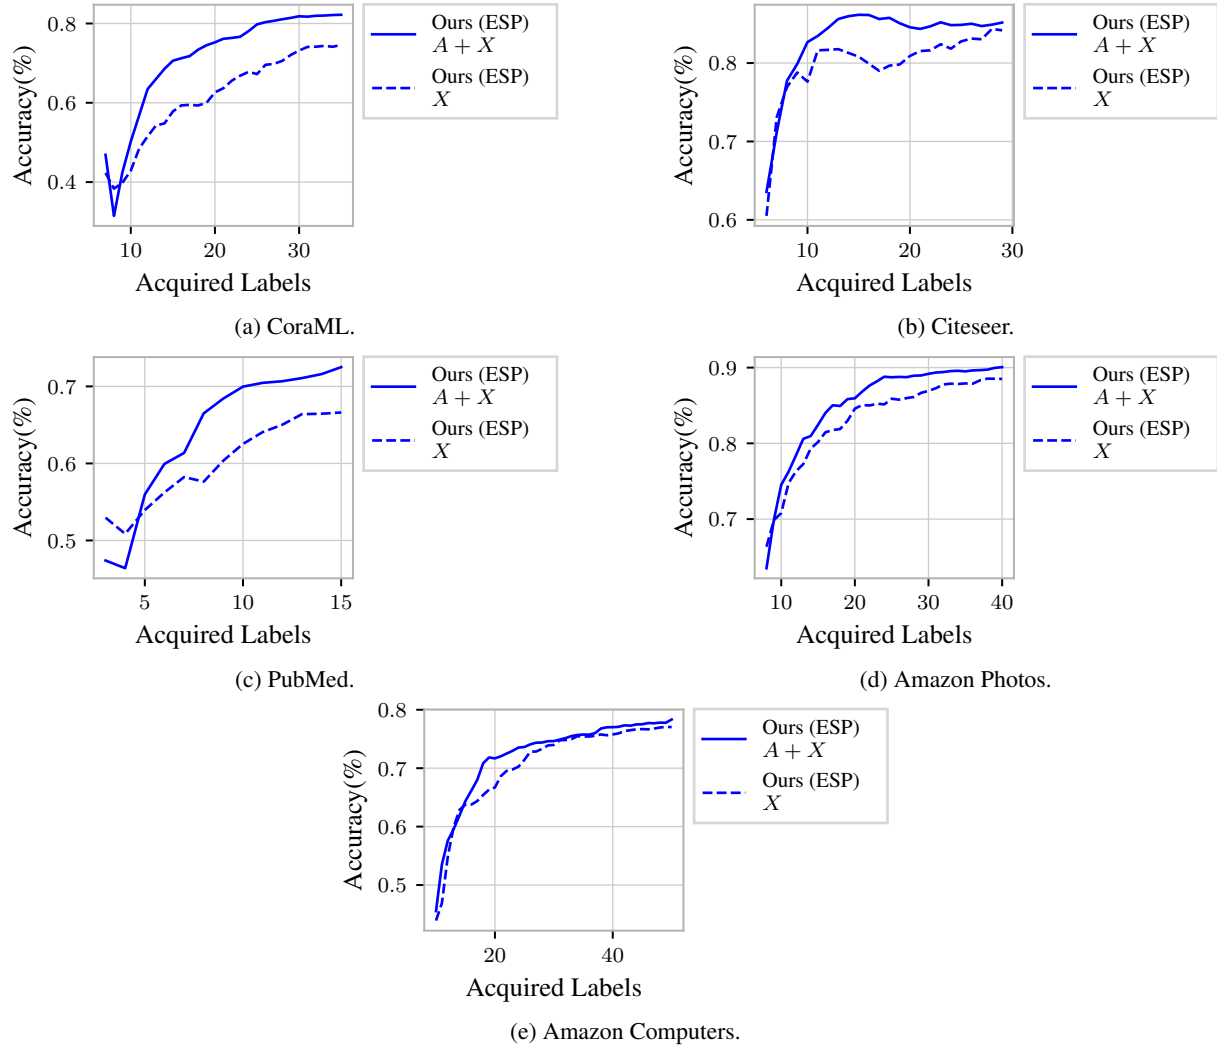 0.8
0.6
0.4
Accuracy(%)
10
20
30
Acquired Labels
Ours (ESP)
A + X
Ours (ESP)
X
(a) CoraML.
0.8
0.7
0.6
Accuracy(%)
10
20
30
Acquired Labels
Ours (ESP)
A + X
Ours (ESP)
X
(b) Citeseer.
0.7
0.6
0.5
Accuracy(%)
5
10
15
Acquired Labels
Ours (ESP)
A + X
Ours (ESP)
X
(c) PubMed.
0.9
0.8
0.7
Accuracy(%)
10
20
30
40
Acquired Labels
Ours (ESP)
A + X
Ours (ESP)
X
(d) Amazon Photos.
0.8
0.7
0.6
0.5
Accuracy(%)
20
40
Acquired Labels
Ours (ESP)
A + X
Ours (ESP)
X
(e) Amazon Computers.